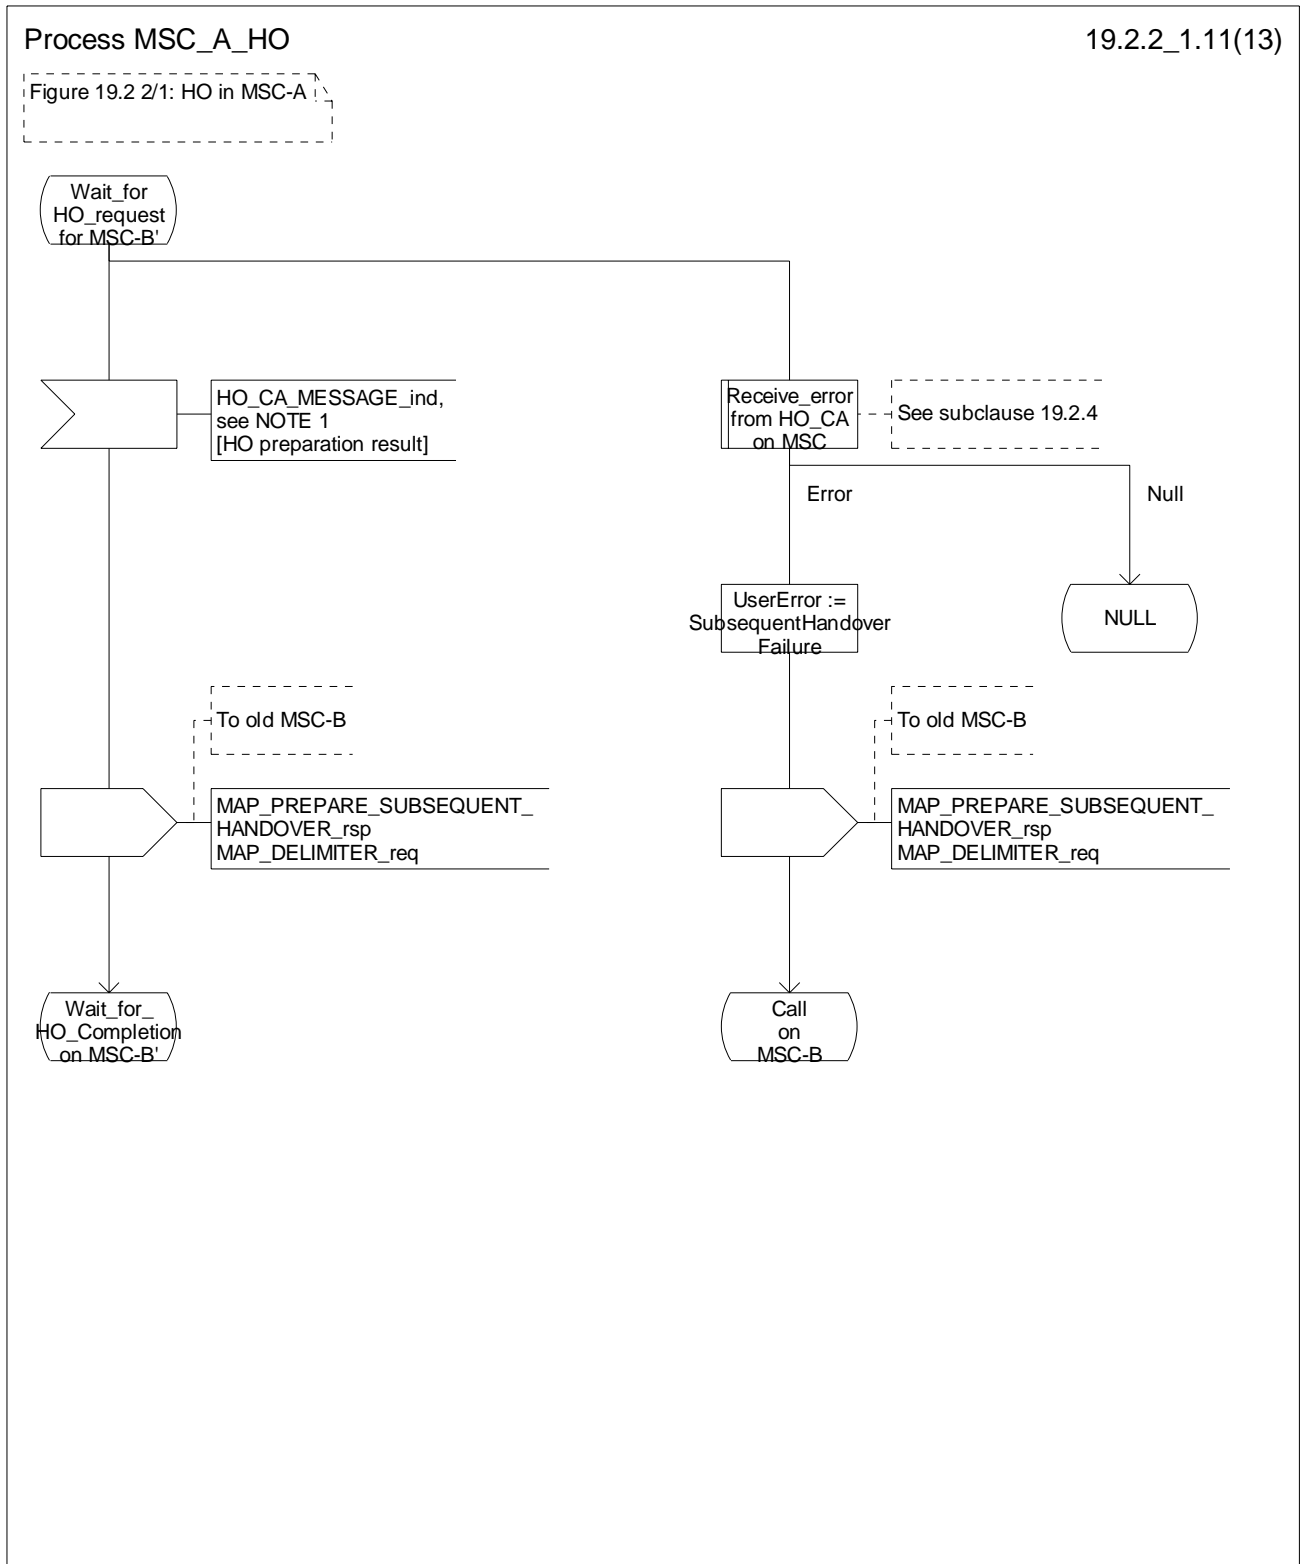 Process MSC_A_HO
19.2.2_1.11(13)
Figure 19.2 2/1: HO in MSC-A
Wait_for
HO_request
for MSC-B'
HO_CA_MESSAGE_ind,
see NOTE 1
[HO preparation result]
Receive_error
from HO_CA
on MSC
See subclause 19.2.4
Error
Null
UserError :=
SubsequentHandover
Failure
NULL
To old MSC-B
To old MSC-B
MAP_PREPARE_SUBSEQUENT_
HANDOVER_rsp
MAP_DELIMITER_req
MAP_PREPARE_SUBSEQUENT_
HANDOVER_rsp
MAP_DELIMITER_req
Wait_for_
HO_Completion
on MSC-B'
Call
on
MSC-B